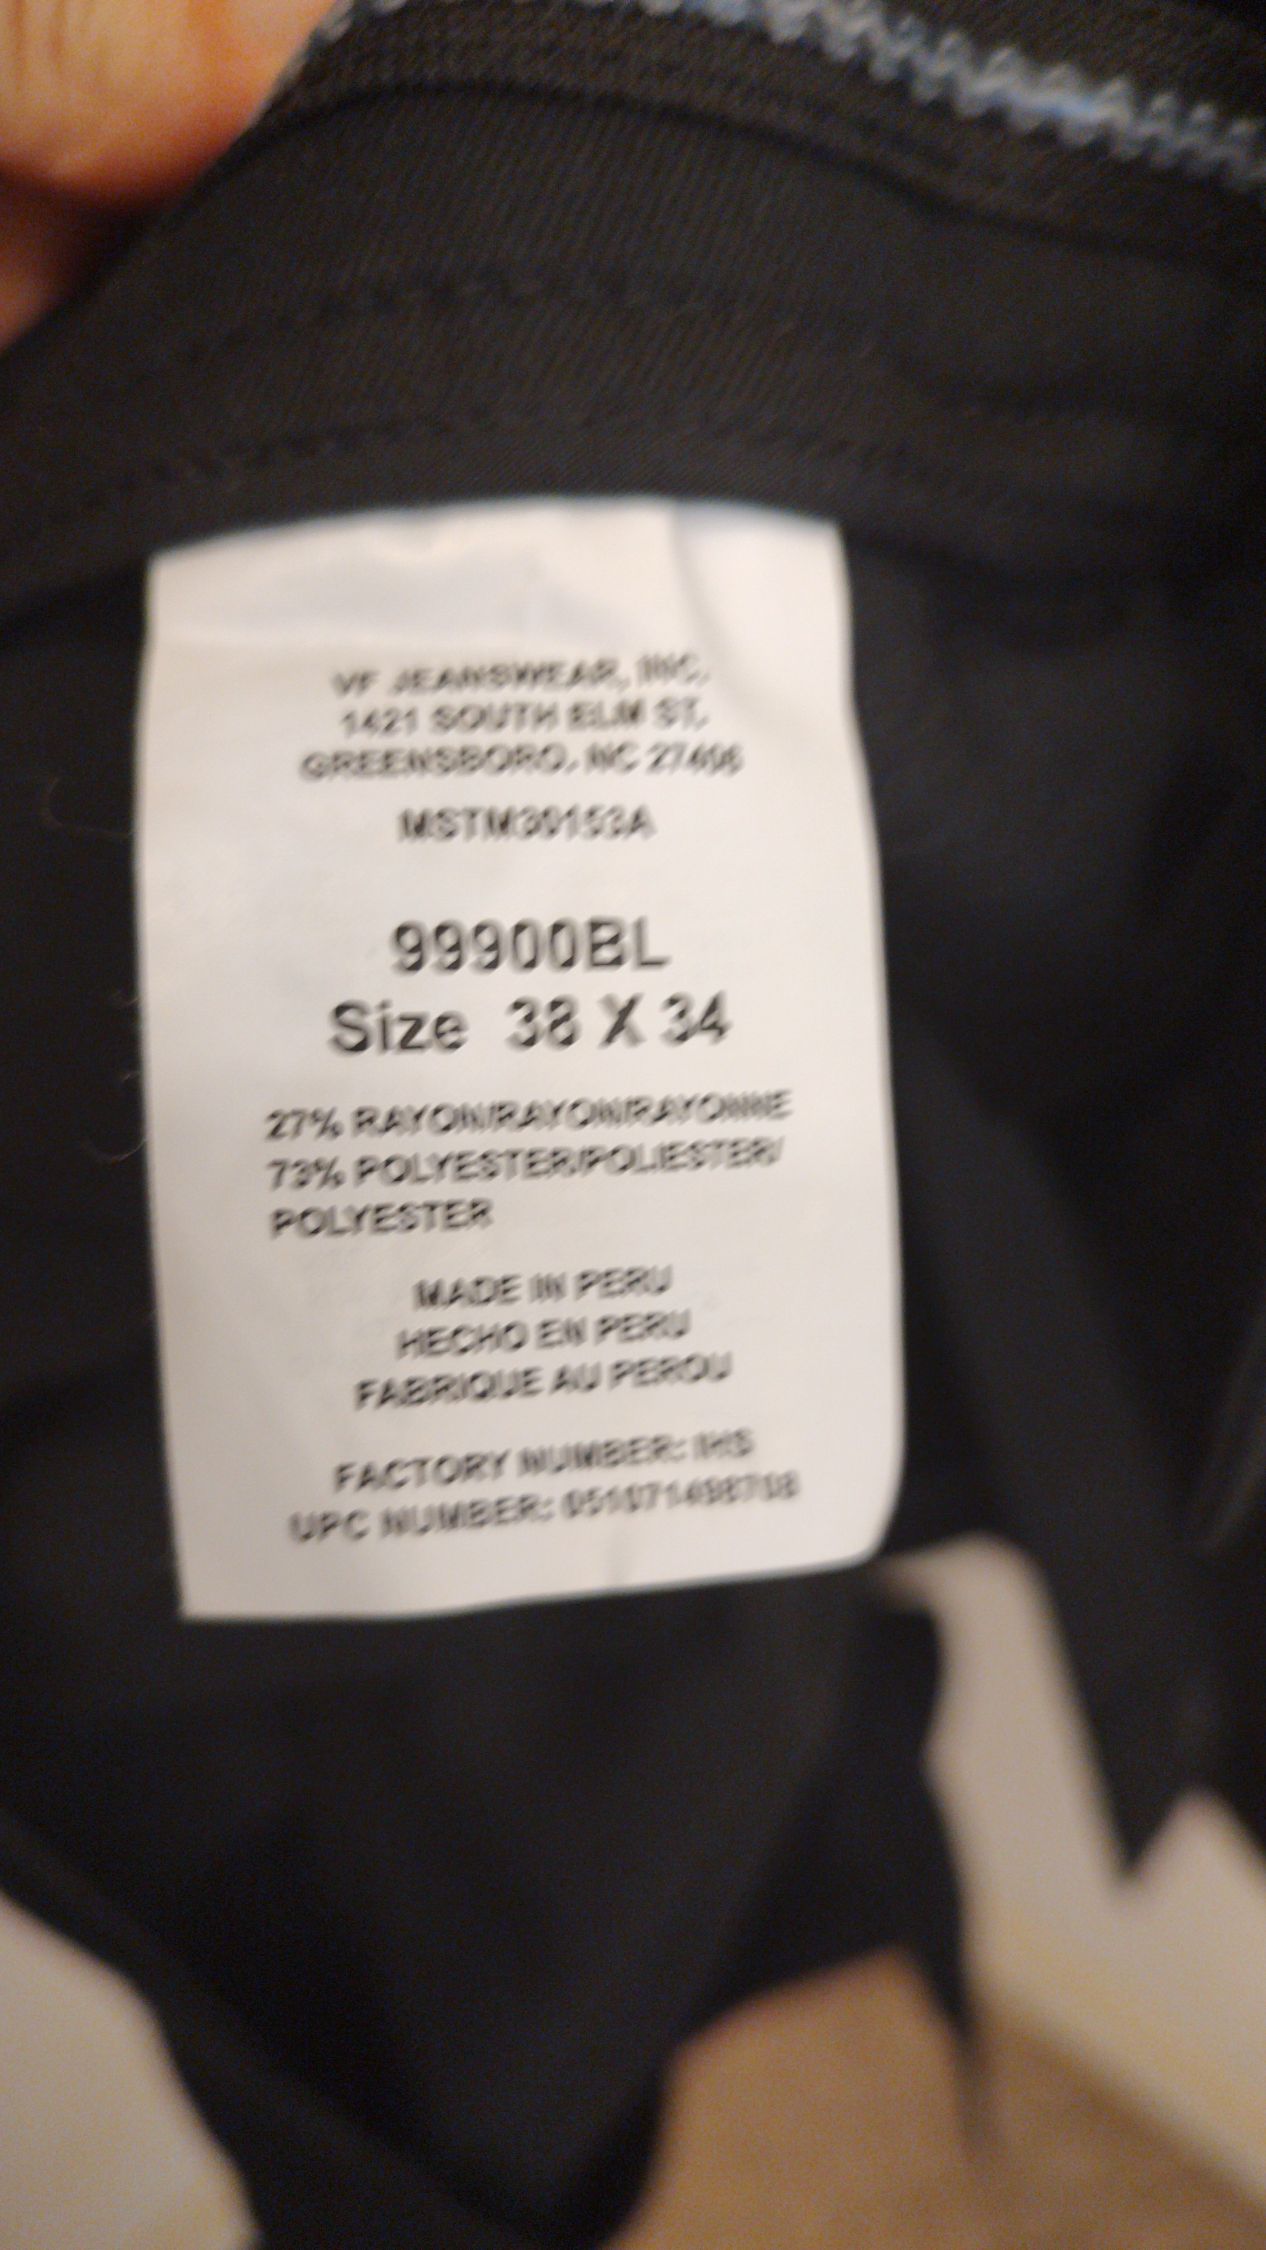 VF JEANSWEAR, INC.
1421 SOUTH ELM ST.
GREENSBORO, NC 27406
MSTM30153A
99900BL
Size 38 X 34
27% RAYON/RAYON/RAYONNE
73% POLYESTER/POLIESTER/
POLYESTER
MADE IN PERU
HECHO EN PERU
FABRIQUE AU PEROU
FACTORY NUMBER: IHS
UPC NUMBER: 051071498708